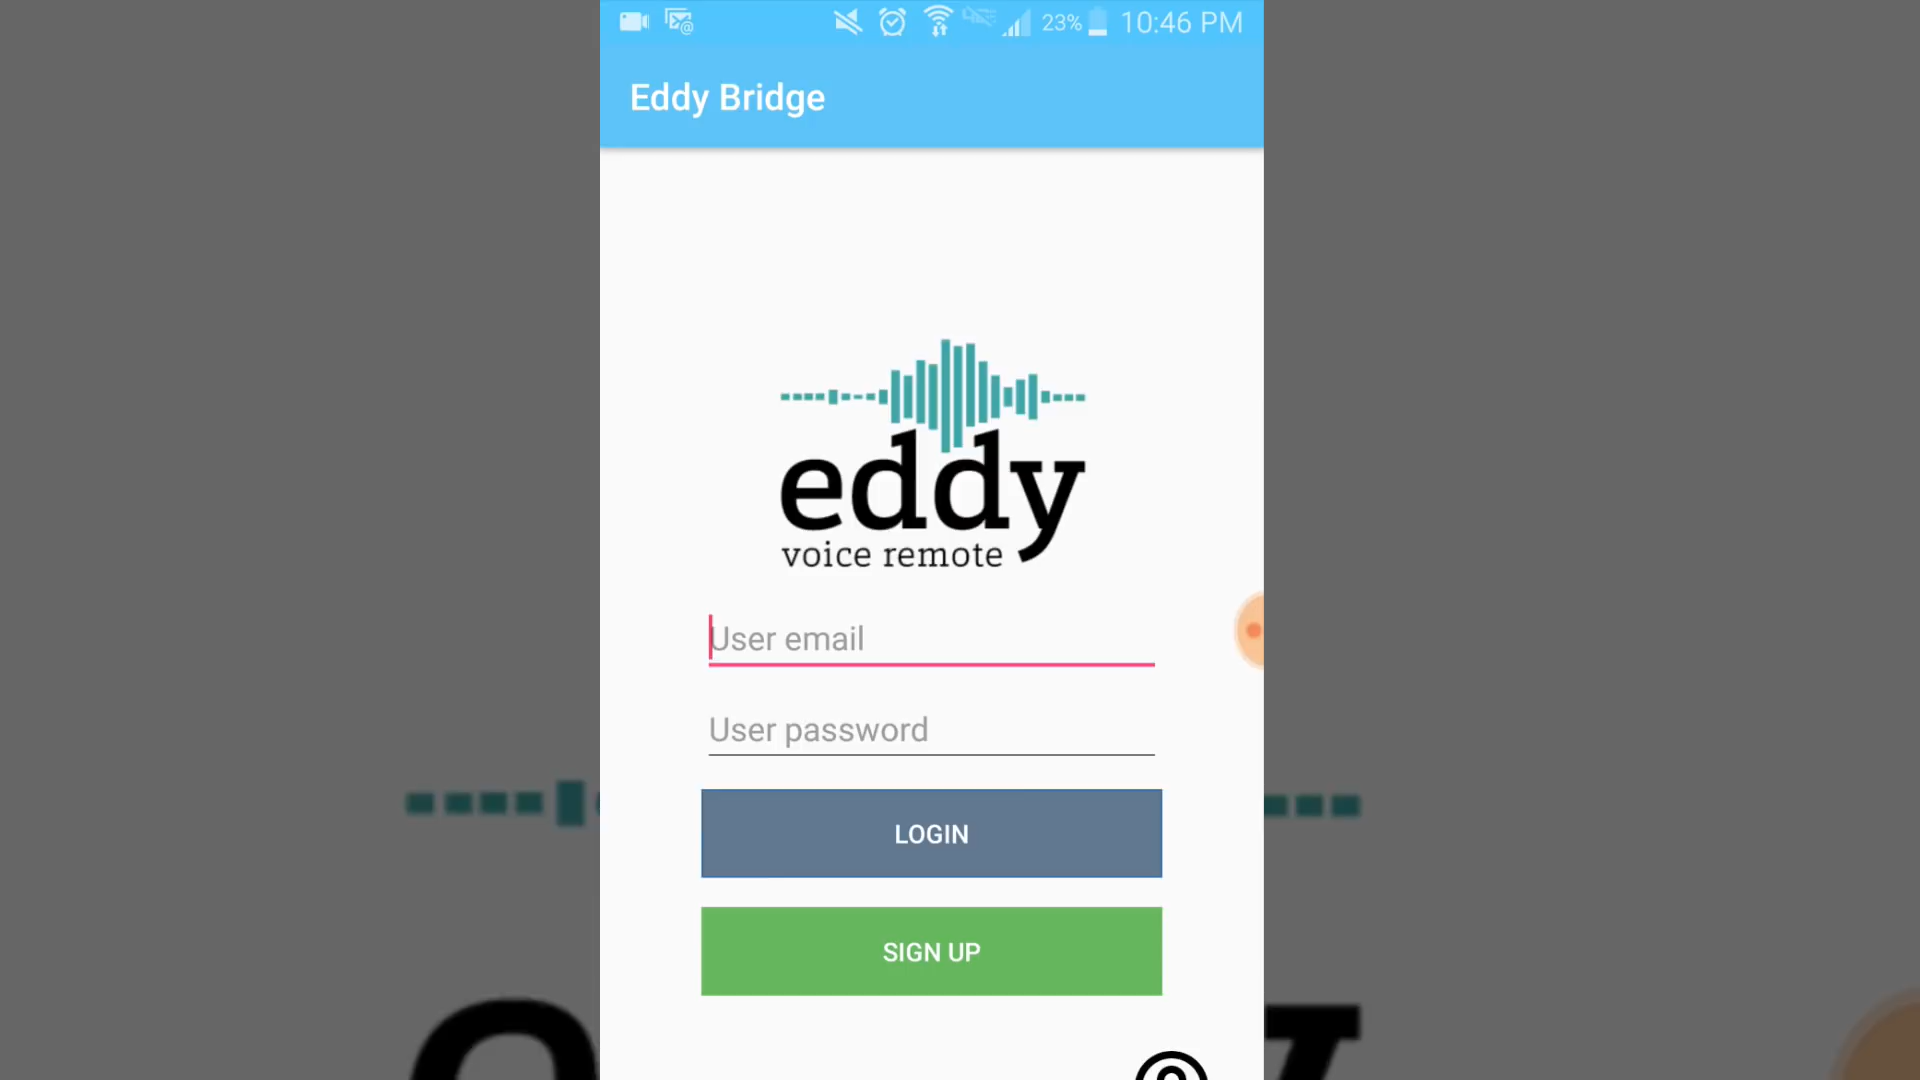 23% 10:46 PM
Eddy Bridge
eddy
voice remote
User email
User password
LOGIN
SIGN UP